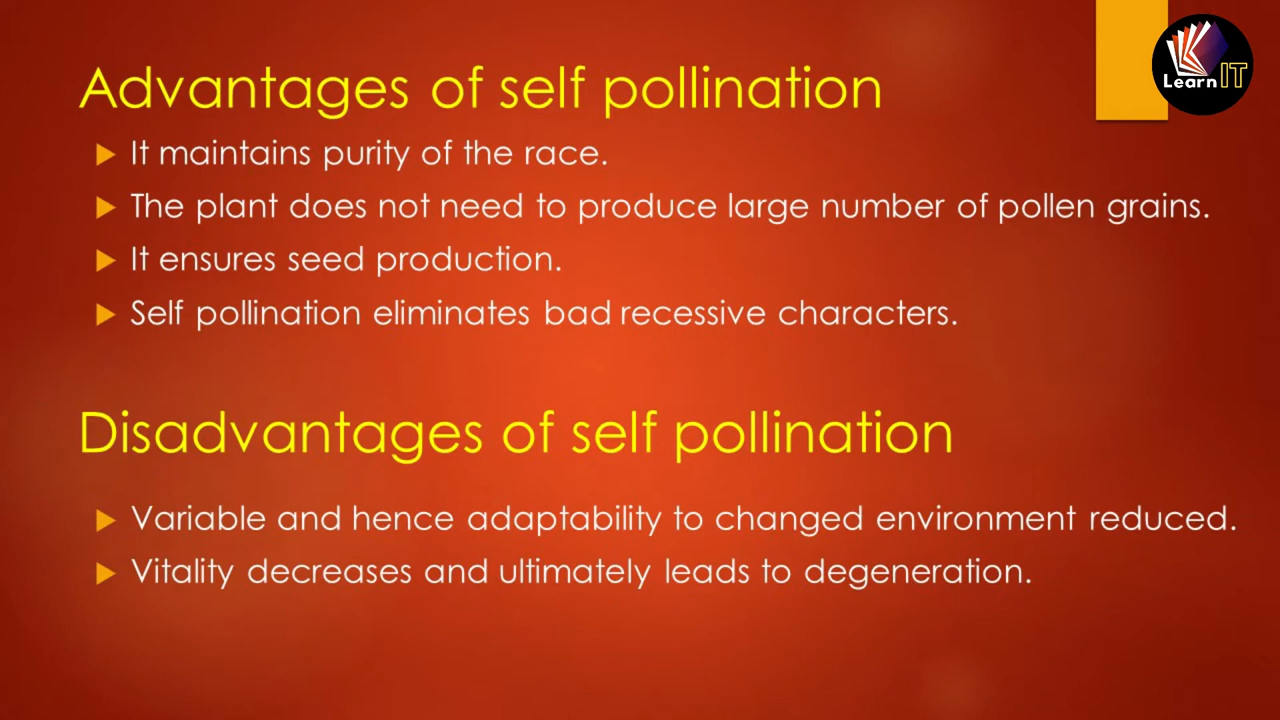 Learn IT
Advantages of self pollination
It maintains purity of the race.
The plant does not need to produce large number of pollen grains.
It ensures seed production.
Self pollination eliminates bad recessive characters.
Disadvantages of self pollination
Variable and hence adaptability to changed environment reduced.
Vitality decreases and ultimately leads to degeneration.